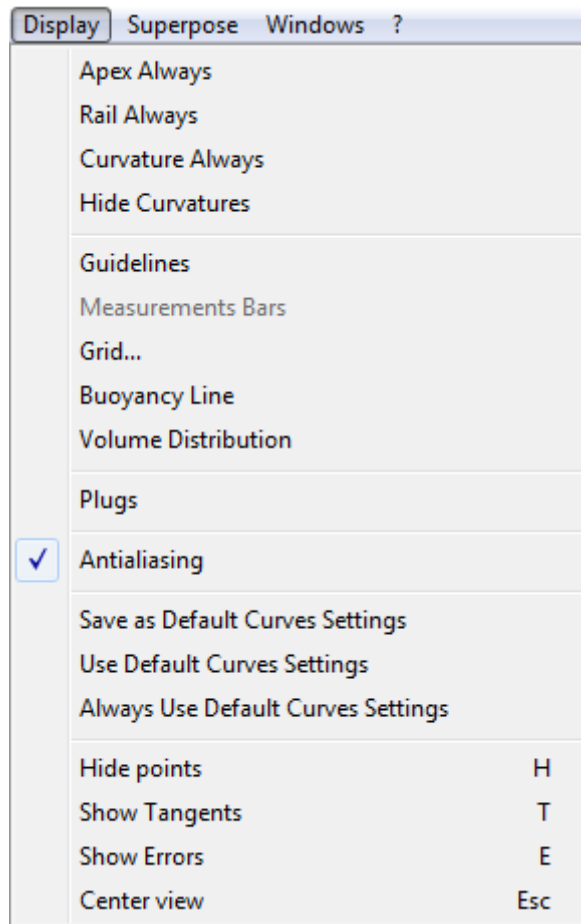 Display Superpose Windows ?
Apex Always
Rail Always
Curvature Always
Hide Curvatures
Guidelines
Measurements Bars
Grid...
Buoyancy Line
Volume Distribution
Plugs
Antialiasing
Save as Default Curves Settings
Use Default Curves Settings
Always Use Default Curves Settings
Hide points H
Show Tangents T
Show Errors E
Center view Esc